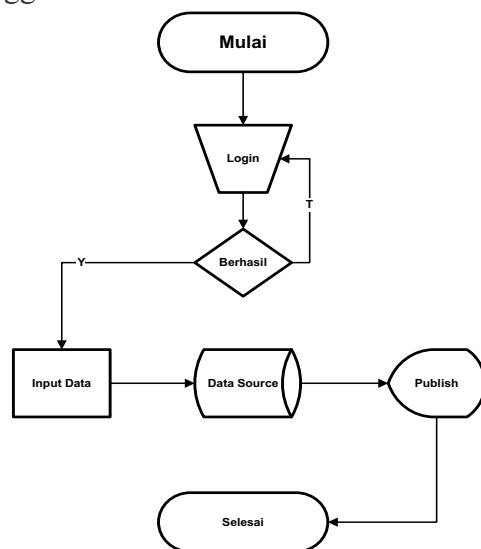 Mulai
Login
T
Berhasil
Y
Input Data
Data Source
Publish
Selesai